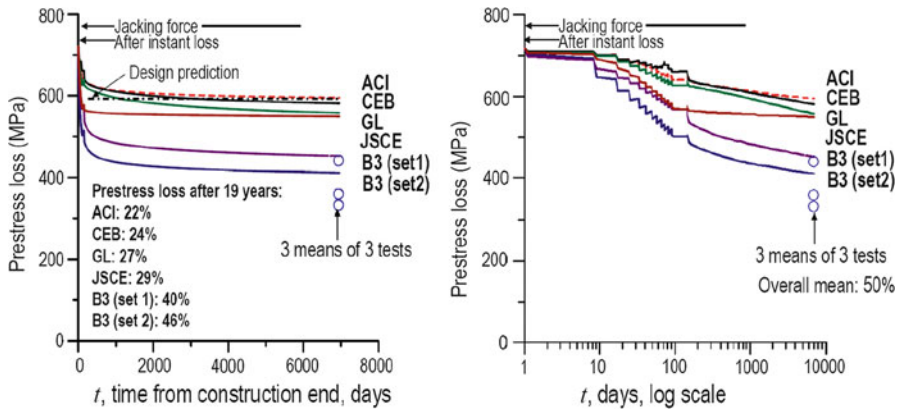 Jacking force
After instant loss
Design prediction
ACI
CEB
GL
JSCE
B3 (set1)
B3 (set2)
Prestress loss after 19 years:
ACI: 22%
CEB: 24%
GL: 27%
JSCE: 29%
B3 (set 1): 40%
B3 (set 2): 46%
3 means of 3 tests
Prestress loss (MPa)
800
600
400
200
0
0 2000 4000 6000 8000
t, time from construction end, days
Jacking force
After instant loss
ACI
CEB
GL
JSCE
B3 (set1)
B3 (set2)
3 means of 3 tests
Overall mean: 50%
Prestress loss (MPa)
800
600
400
200
0
1 10 100 1000 10000
t, days, log scale